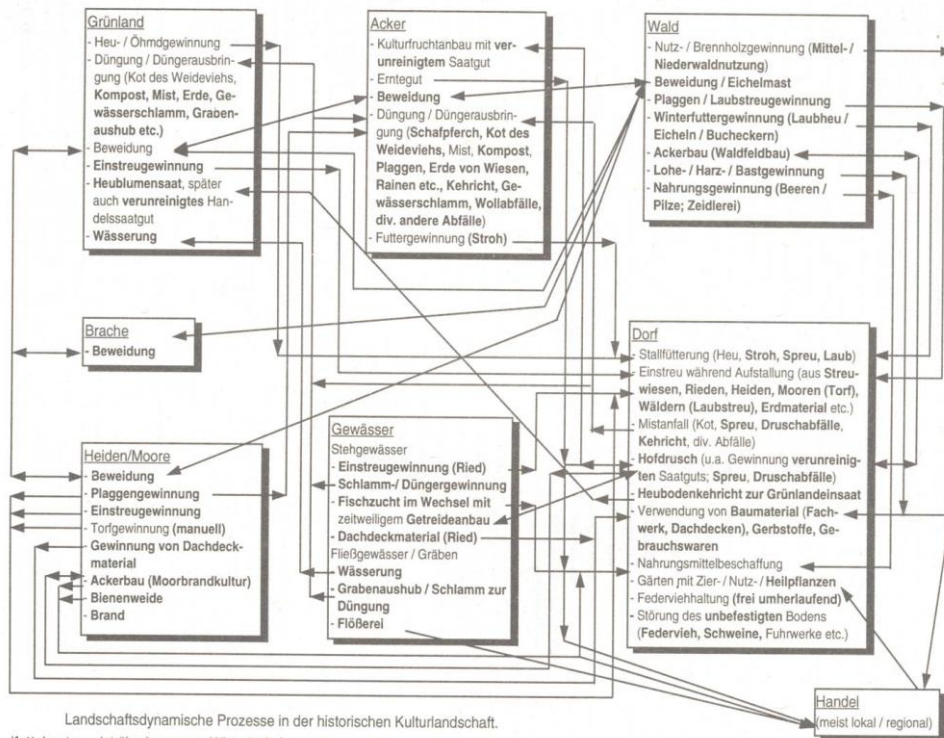 Grünland
- Heu- / Öhmdgewinnung
- Düngung / Düngerausbrin-
gung (Kot des Weideviehs,
Kompost, Mist, Erde, Ge-
wässerschlamm, Graben-
aushub etc.)
- Beweidung
- Einstreugewinnung
- Heublumensaat, später
auch verunreinigtes Han-
delssaatgut
- Wässerung
Acker
- Kulturfruchtanbau mit ver-
unreinigtem Saatgut
- Erntegut
- Beweidung
- Düngung / Düngerausbrin-
gung (Schafpferch, Kot des
Weideviehs, Mist, Kompost,
Plaggen, Erde von Wiesen,
Rainen etc., Kehricht, Ge-
wässerschlamm, Wollabfälle,
div. andere Abfälle)
- Futtergewinnung (Stroh)
Wald
- Nutz- / Brennholzgewinnung (Mittel- /
Niederwaldnutzung)
- Beweidung / Eichelmast
- Plaggen / Laubstreugewinnung
- Winterfuttergewinnung (Laubheu /
Eicheln / Bucheckern)
- Ackerbau (Waldfeldbau)
- Lohe- / Harz- / Bastgewinnung
- Nahrungsgewinnung (Beeren /
Pilze; Zeidlerei)
Brache
- Beweidung
Heiden/Moore
- Beweidung
- Plaggengewinnung
- Einstreugewinnung
- Torfgewinnung (manuell)
- Gewinnung von Dachdeck-
material
- Ackerbau (Moorbrandkultur)
- Bienenweide
- Brand
Gewässer
Stehgewässer
- Einstreugewinnung (Ried)
- Schlamm-/ Düngergewinnung
- Fischzucht im Wechsel mit
zeitweiligem Getreideanbau
- Dachdeckmaterial (Ried)
Fließgewässer / Gräben
- Wässerung
- Grabenaushub / Schlamm zur
Düngung
- Flößerei
Dorf
- Stallfütterung (Heu, Stroh, Spreu, Laub)
- Einstreu während Aufstallung (aus Streu-
wiesen, Rieden, Heiden, Mooren (Torf),
Wäldern (Laubstreu), Erdmaterial etc.)
- Mistanfall (Kot, Spreu, Druschabfälle,
Kehricht, div. Abfälle)
- Hofdrusch (u.a. Gewinnung verunreinig-
ten Saatguts; Spreu, Druschabfälle)
- Heubodenkehricht zur Grünlandeinsaat
- Verwendung von Baumaterial (Fach-
werk, Dachdecken), Gerbstoffe, Ge-
brauchswaren
- Nahrungsmittelbeschaffung
- Gärten mit Zier- / Nutz- / Heilpflanzen
- Federviehhaltung (frei umherlaufend)
- Störung des unbefestigten Bodens
(Federvieh, Schweine, Fuhrwerke etc.)
Handel
(meist lokal / regional)
Landschaftsdynamische Prozesse in der historischen Kulturlandschaft.